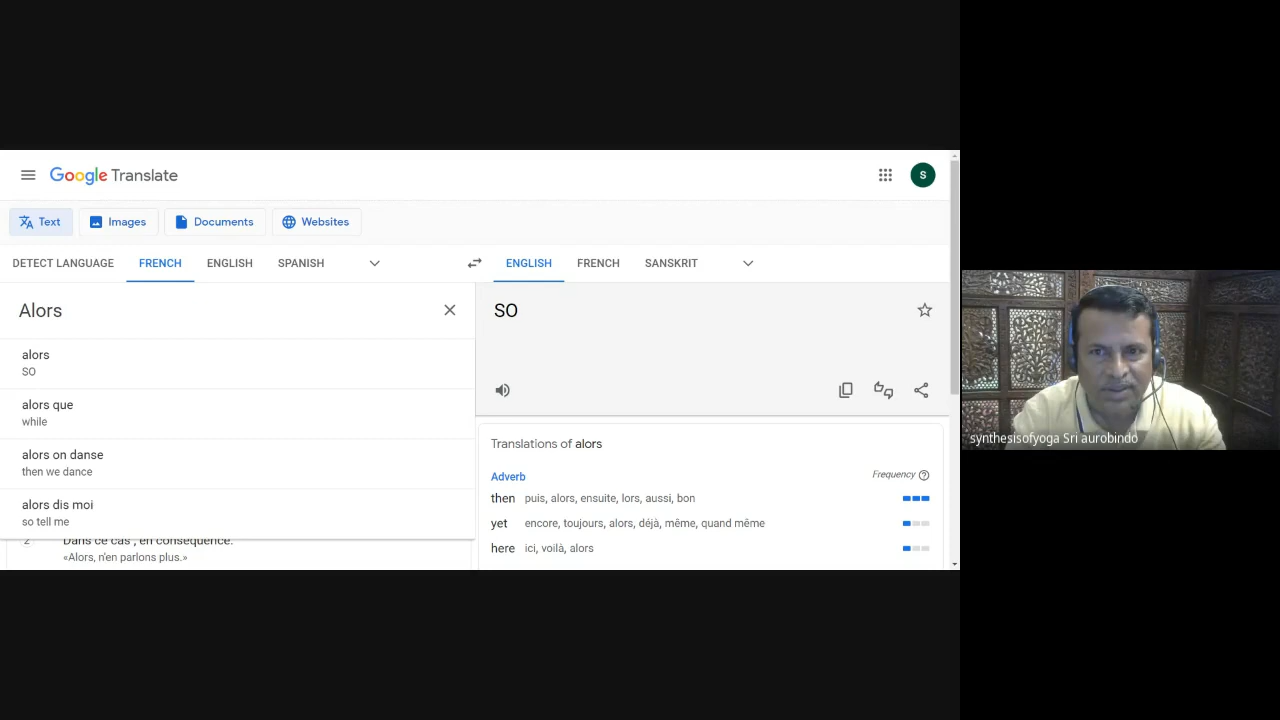 Google Translate
S
Text
Images
Documents
Websites
DETECT LANGUAGE
FRENCH
ENGLISH
SPANISH
ENGLISH
FRENCH
SANSKRIT
Alors
SO
alors
SO
alors que
while
alors on danse
then we dance
alors dis moi
so tell me
2 Dans ce cas ; en conséquence.
«Alors, n'en parlons plus.»
Translations of alors
Adverb
Frequency
then puis, alors, ensuite, lors, aussi, bon
yet encore, toujours, alors, déjà, même, quand même
here ici, voilà, alors
synthesisofyoga Sri aurobindo